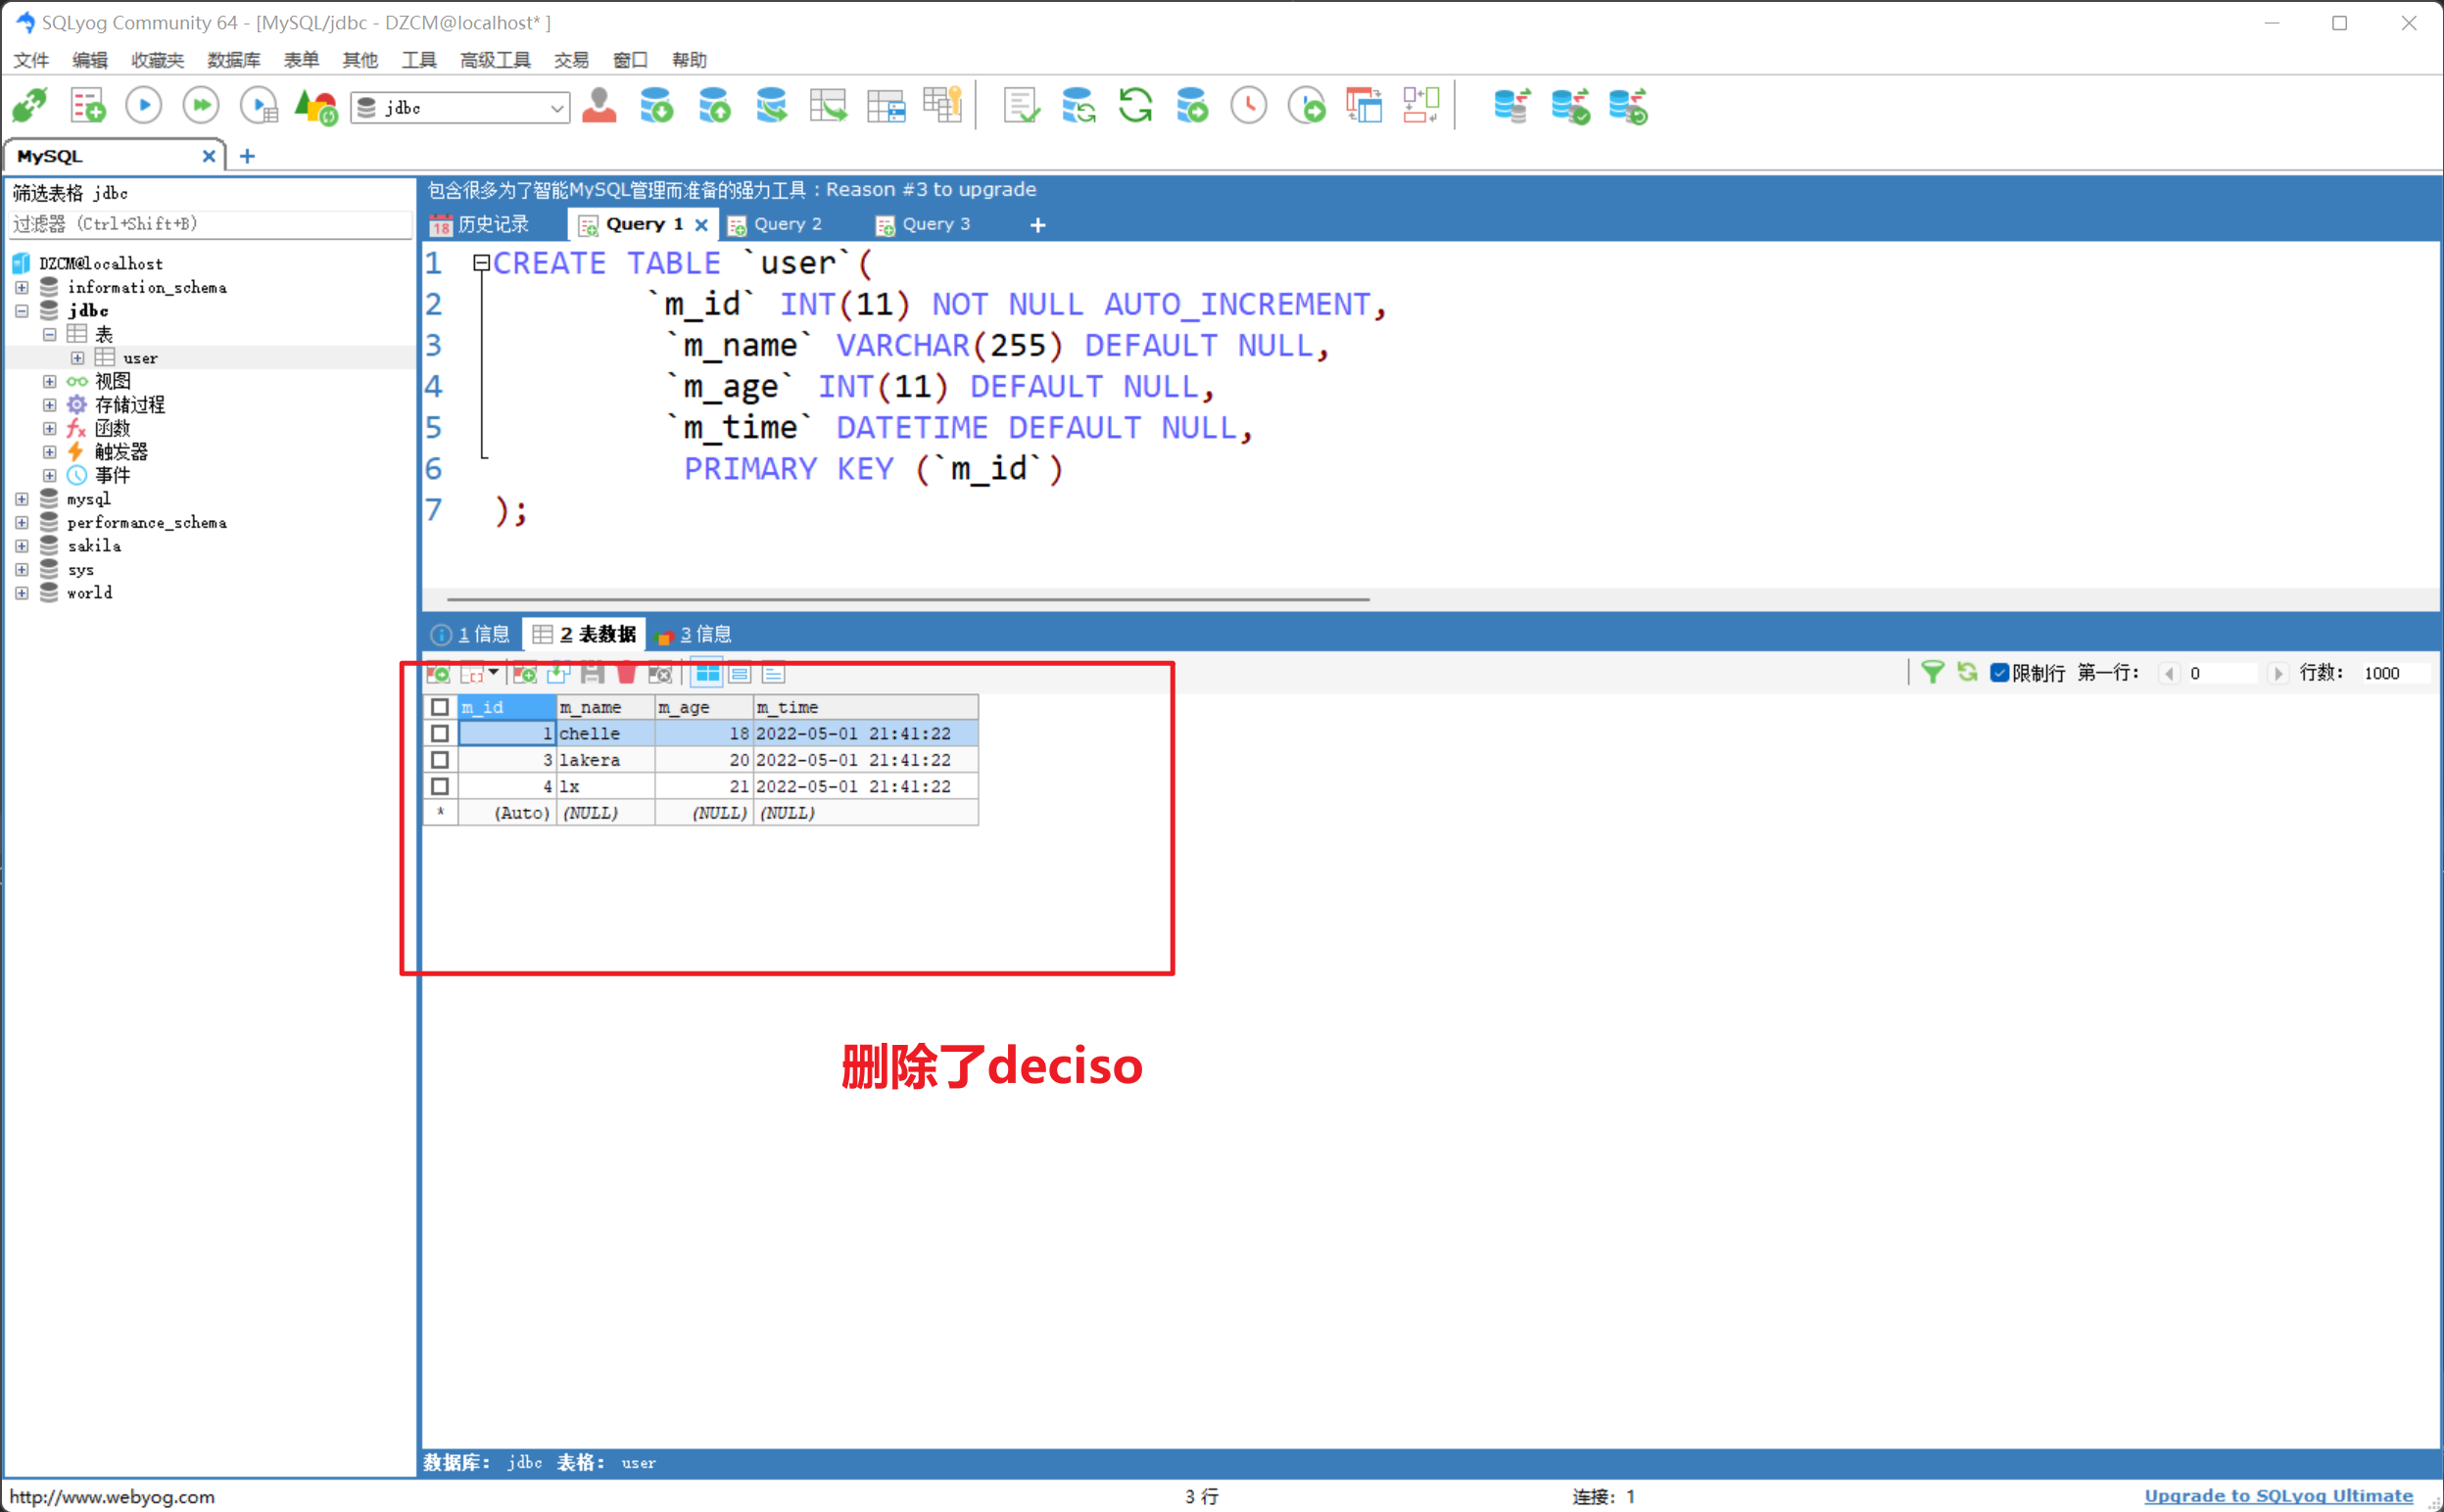 SQLyog Community 64 - [MySQL/jdbc - DZCM@localhost* ]
文件 编辑 收藏夹 数据库 表单 其他 工具 高级工具 交易 窗口 帮助
jdbc
MySQL
筛选表格 jdbc
过滤器 (Ctrl+Shift+B)
DZCM@localhost
information_schema
jdbc
表
user
视图
存储过程
函数
触发器
事件
mysql
performance_schema
sakila
sys
world
包含很多为了智能MySQL管理而准备的强力工具：Reason #3 to upgrade
18 历史记录 Query 1 Query 2 Query 3
1 CREATE TABLE `user`(
2 `m_id` INT(11) NOT NULL AUTO_INCREMENT,
3 `m_name` VARCHAR(255) DEFAULT NULL,
4 `m_age` INT(11) DEFAULT NULL,
5 `m_time` DATETIME DEFAULT NULL,
6 PRIMARY KEY (`m_id`)
7 );
1 信息 2 表数据 3 信息
限制行 第一行: 0 行数: 1000
m_id m_name m_age m_time
1 chelle 18 2022-05-01 21:41:22
3 lakera 20 2022-05-01 21:41:22
4 lx 21 2022-05-01 21:41:22
* (Auto) (NULL) (NULL) (NULL)
删除了deciso
数据库: jdbc 表格: user
http://www.webyog.com 3 行 连接: 1 Upgrade to SQLyog Ultimate